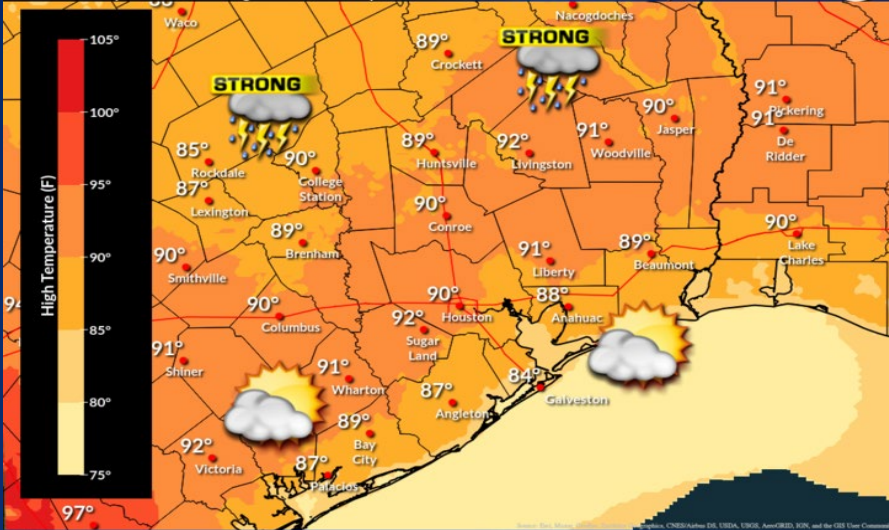 Waco
Nacogdoches
105°
100°
95°
90°
85°
80°
75°
High Temperature (F)
STRONG
STRONG
89°
Crockett
91°
Pickering
91°
De
Ridder
90°
Jasper
91°
Woodville
92°
Livingston
89°
Huntsville
85°
Rockdale
90°
College
Station
87°
Lexington
90°
Conroe
89°
Brenham
90°
Lake
Charles
89°
Beaumont
91°
Liberty
90°
Smithville
90°
Houston
88°
Anahuac
90°
Columbus
92°
Sugar
Land
91°
Shiner
91°
Wharton
84°
Galveston
87°
Angleton
89°
Bay
City
92°
Victoria
87°
Palacios
97°